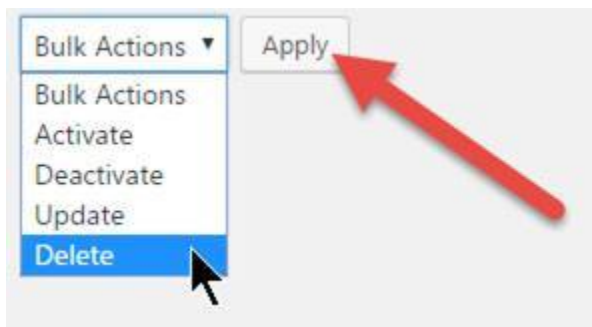 Bulk Actions Apply
Bulk Actions
Activate
Deactivate
Update
Delete